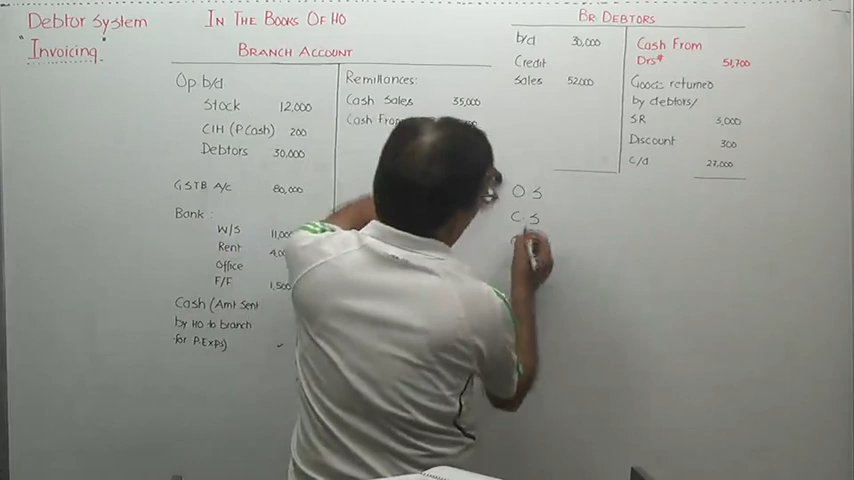 Debtor System
"Invoicing"
In The Books Of HO
BRANCH ACCOUNT
Op b/d
Stock 12,000
CIH (P.Cash) 200
Debtors 30,000
GSTB A/c 80,000
Bank:
W/S 11,000
Rent
Office
F/F 1,500
Cash (Amt Sent
by HO to branch
for P.Exps)
Remittances:
Cash Sales 35,000
Cash From
BR DEBTORS
b/d 30,000
Credit
Sales 52,000
Cash From
Drs# 51,700
Goods returned
by debtors/
SR 3,000
Discount 300
c/d 27,000
O.S
C.S